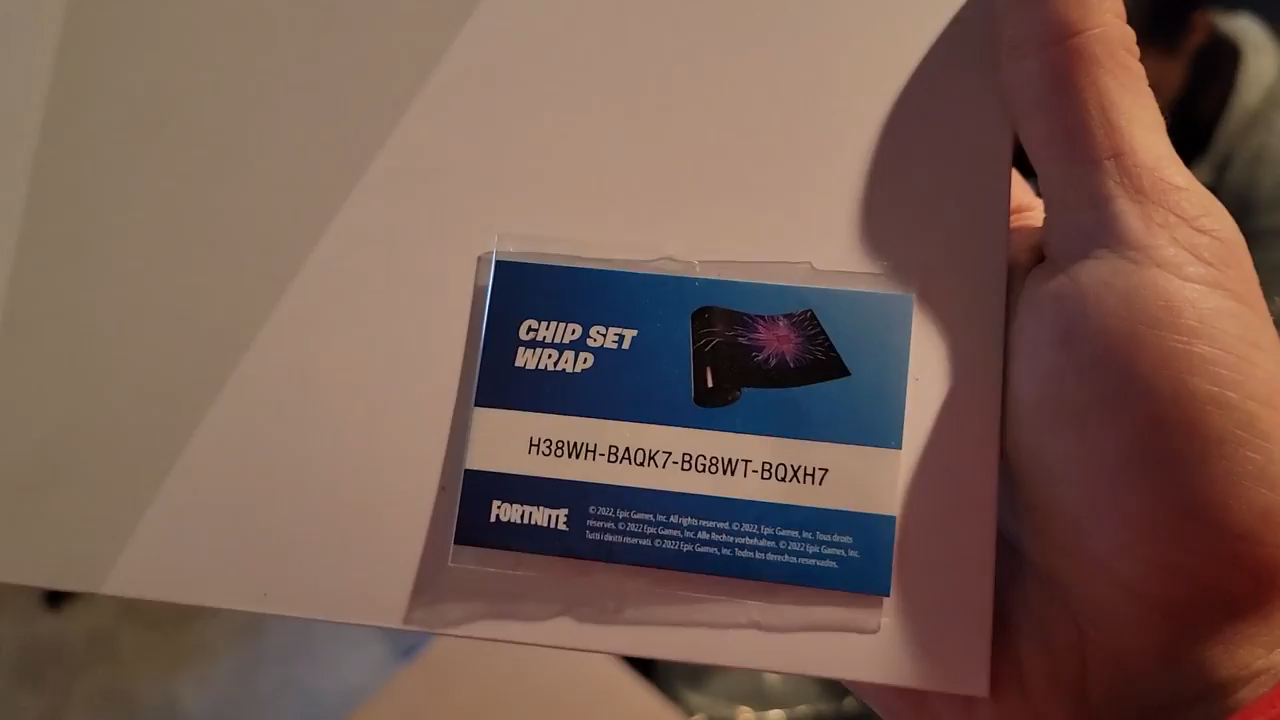 CHIP SET
WRAP
H38WH-BAQK7-BG8WT-BQXH7
FORTNITE
© 2022, Epic Games, Inc. All rights reserved. © 2022, Epic Games, Inc. Tous droits
réservés. © 2022 Epic Games, Inc. Alle Rechte vorbehalten. © 2022 Epic Games, Inc.
Tutti i diritti riservati. © 2022 Epic Games, Inc. Todos los derechos reservados.